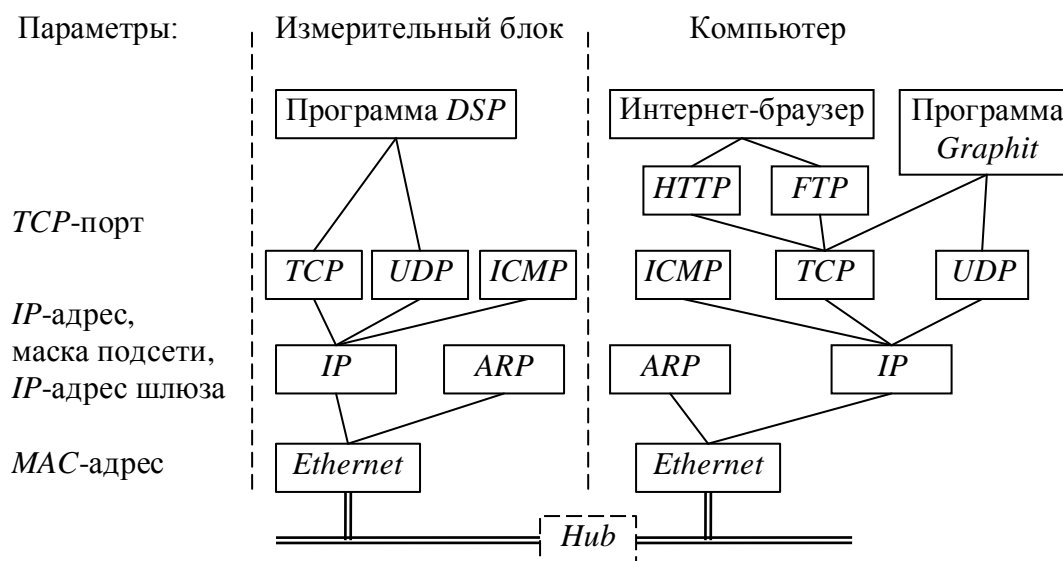 Параметры: Измерительный блок Компьютер
Программа DSP Интернет-браузер Программа
Graphit
HTTP FTP
TCP-порт
TCP UDP ICMP ICMP TCP UDP
IP-адрес,
маска подсети,
IP ARP ARP IP
IP-адрес шлюза
MAC-адрес Ethernet Ethernet
Hub